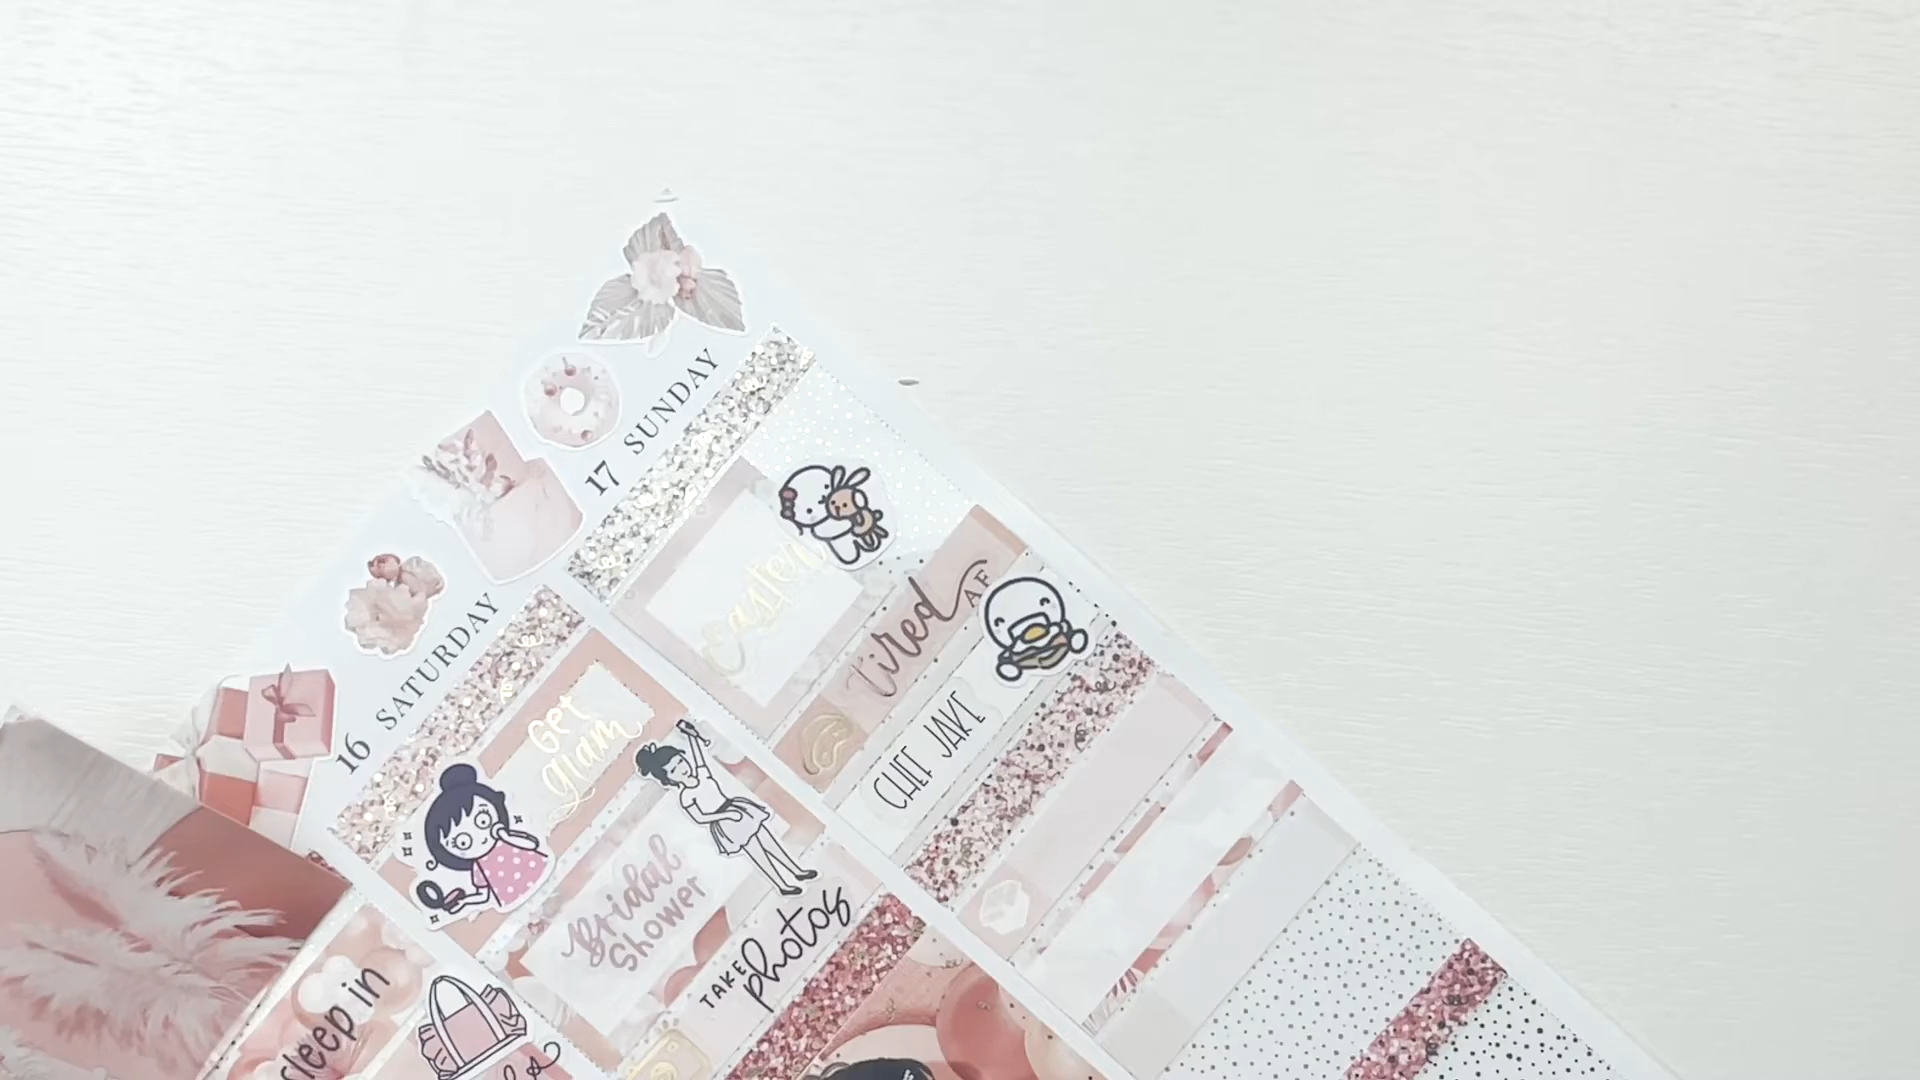 17 SUNDAY
Easter
Tired AF
CHEF JAKE
16 SATURDAY
Get
glam
Bridal
Shower
TAKE
photos
sleep in